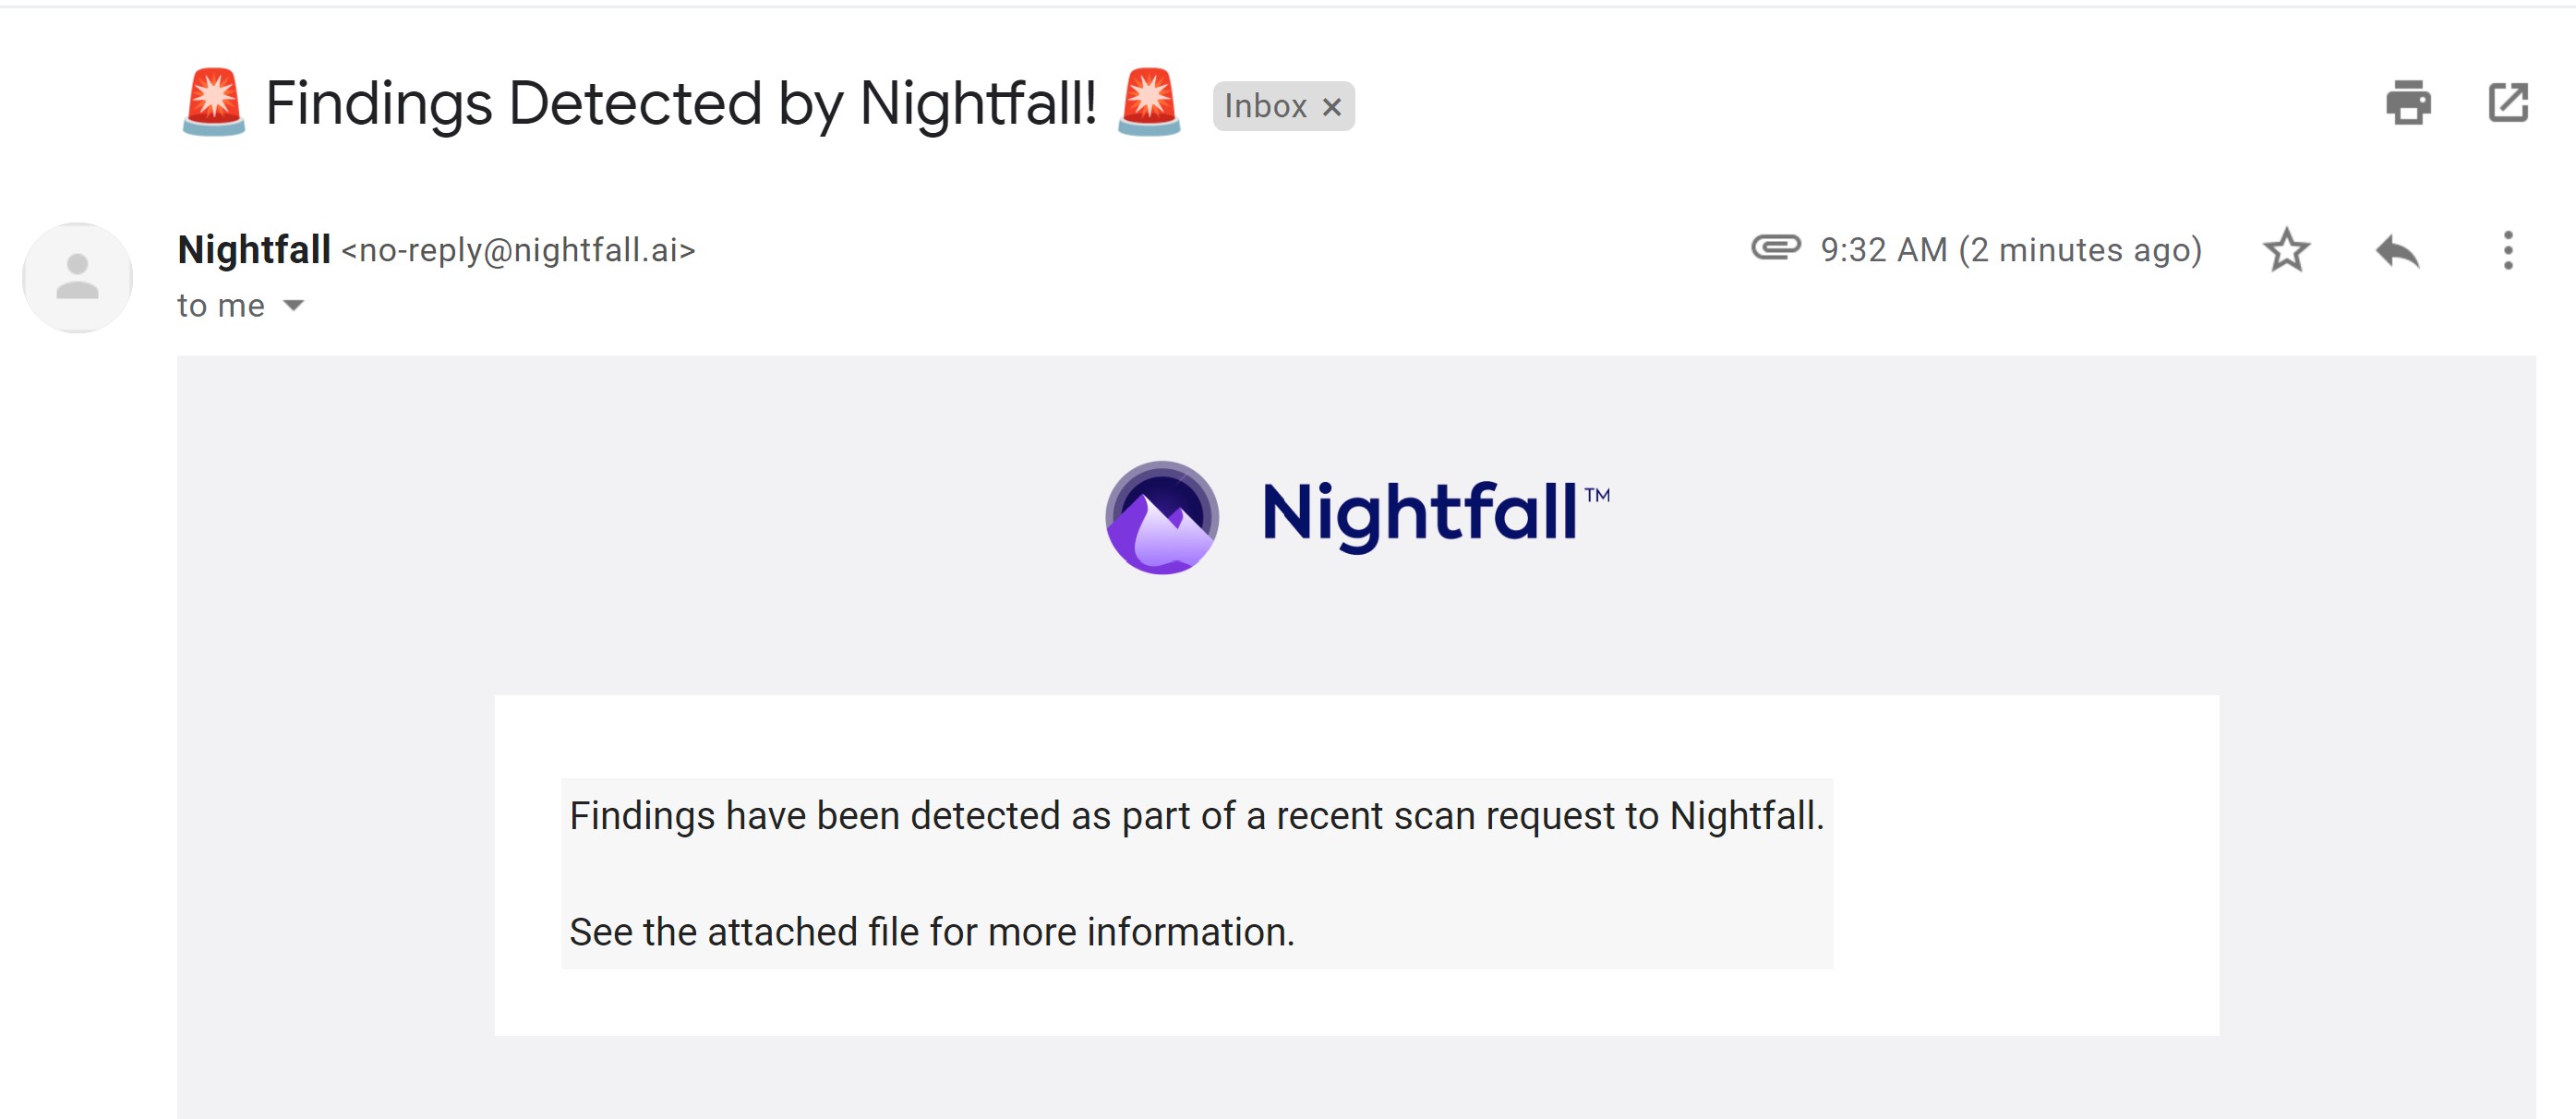 🚨 Findings Detected by Nightfall! 🚨 Inbox ×
Nightfall <no-reply@nightfall.ai> 9:32 AM (2 minutes ago)
to me
Nightfall™
Findings have been detected as part of a recent scan request to Nightfall.
See the attached file for more information.